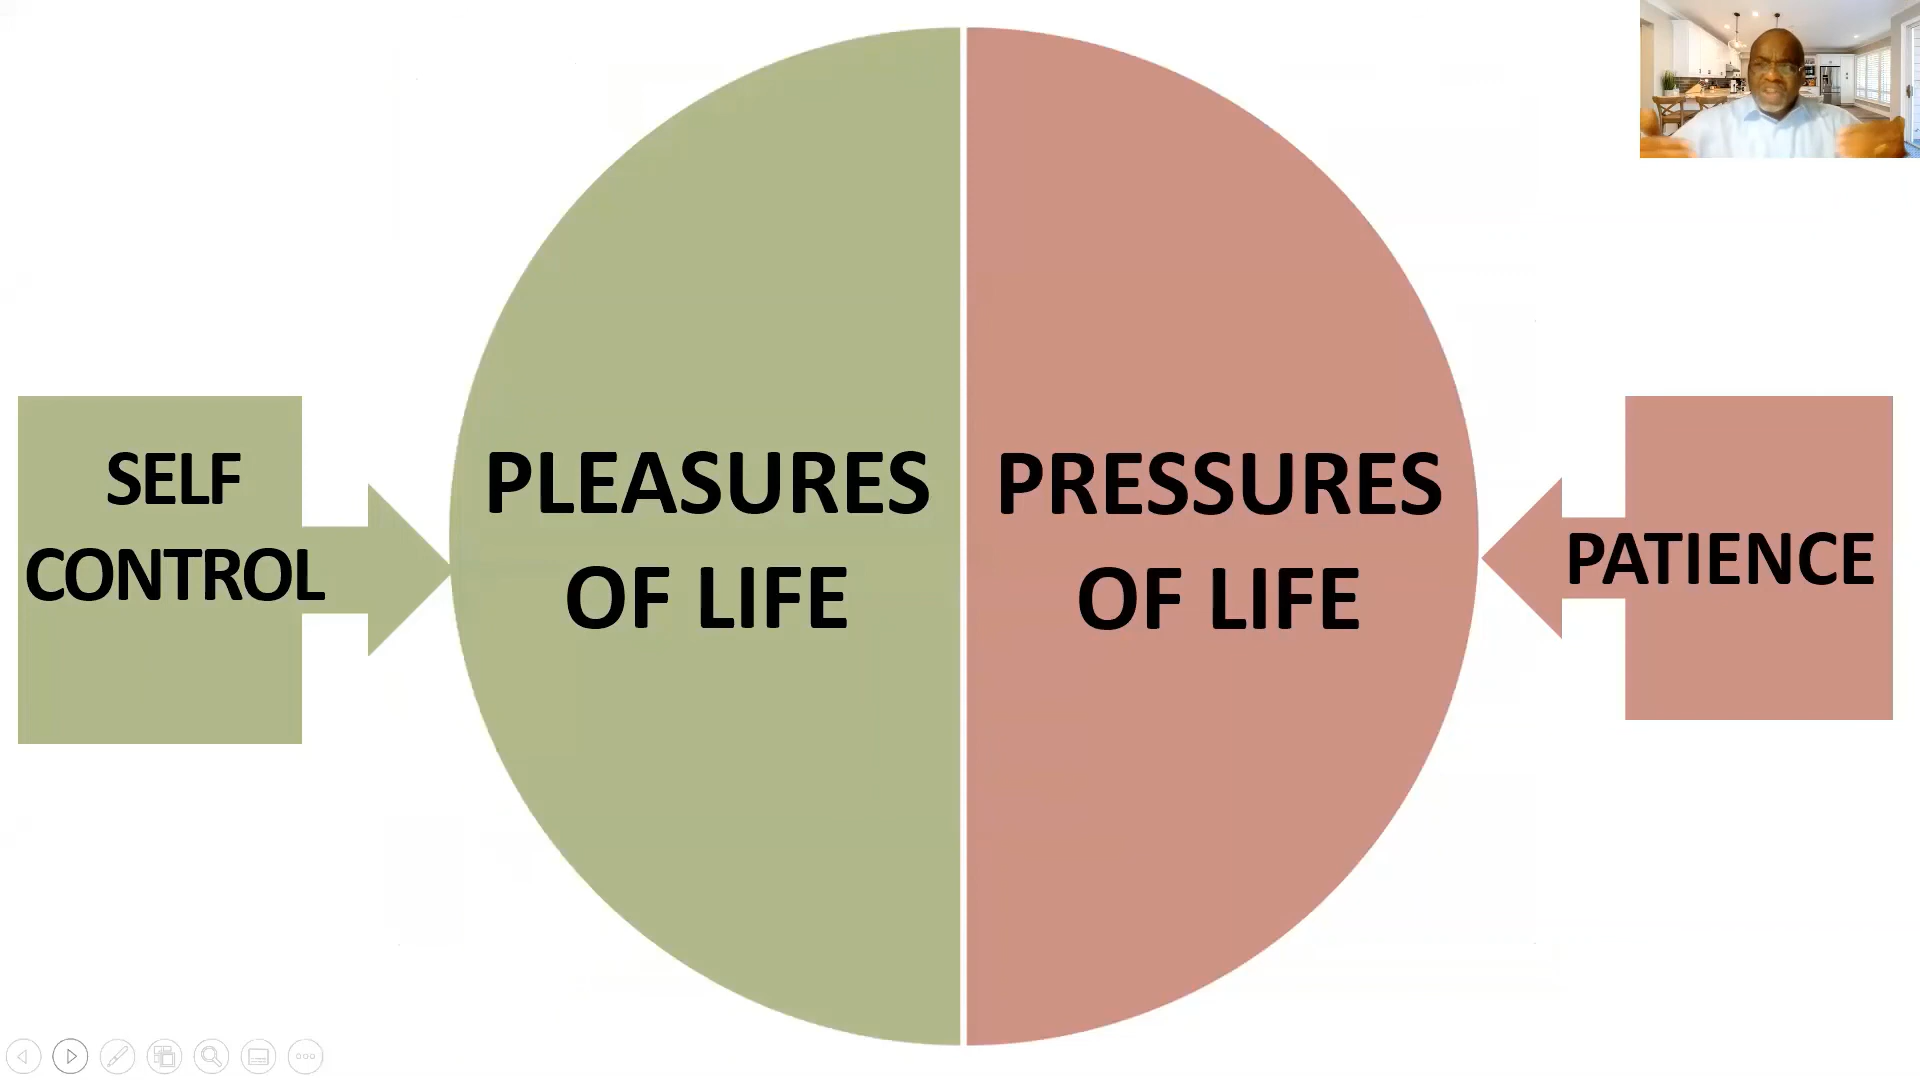 SELF
CONTROL
PLEASURES
OF LIFE
PRESSURES
OF LIFE
PATIENCE